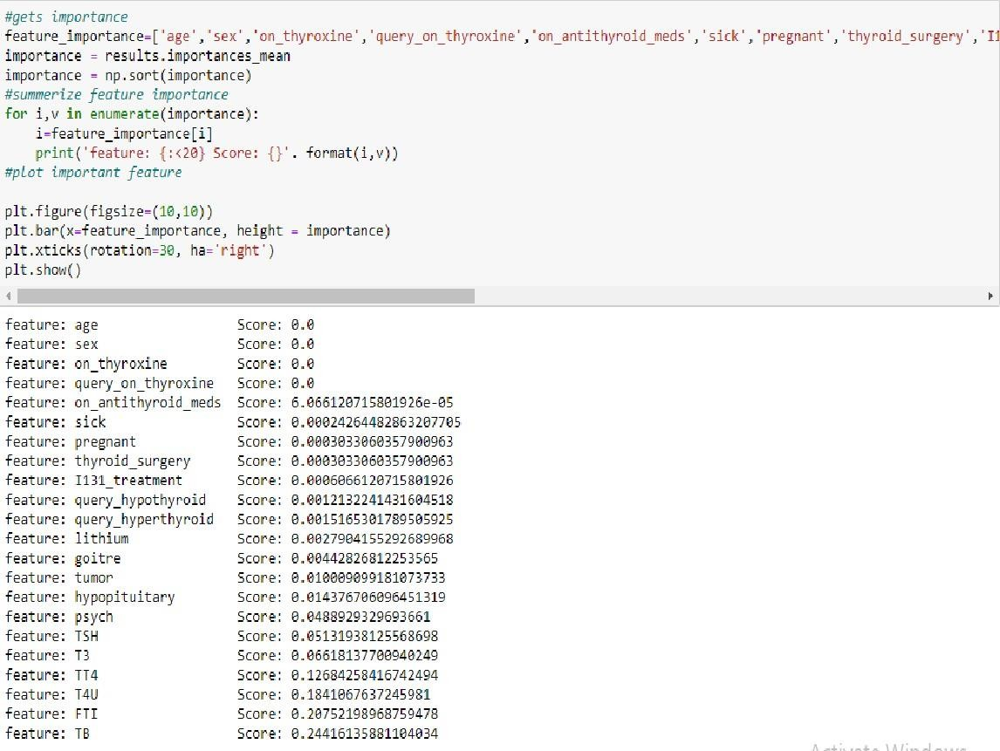 #gets importance
feature_importance=['age','sex','on_thyroxine','query_on_thyroxine','on_antithyroid_meds','sick','pregnant','thyroid_surgery','I1
importance = results.importances_mean
importance = np.sort(importance)
#summerize feature importance
for i,v in enumerate(importance):
    i=feature_importance[i]
    print('feature: {:<20} Score: {}'. format(i,v))
#plot important feature
plt.figure(figsize=(10,10))
plt.bar(x=feature_importance, height = importance)
plt.xticks(rotation=30, ha='right')
plt.show()
feature: age                  Score: 0.0
feature: sex                  Score: 0.0
feature: on_thyroxine         Score: 0.0
feature: query_on_thyroxine   Score: 0.0
feature: on_antithyroid_meds  Score: 6.066120715801926e-05
feature: sick                 Score: 0.00024264482863207705
feature: pregnant             Score: 0.0003033060357900963
feature: thyroid_surgery      Score: 0.0003033060357900963
feature: I131_treatment       Score: 0.0006066120715801926
feature: query_hypothyroid    Score: 0.0012132241431604518
feature: query_hyperthyroid   Score: 0.0015165301789505925
feature: lithium              Score: 0.0027904155292689968
feature: goitre               Score: 0.00442826812253565
feature: tumor                Score: 0.010009099181073733
feature: hypopituitary        Score: 0.014376706096451319
feature: psych                Score: 0.0488929329693661
feature: TSH                  Score: 0.05131938125568698
feature: T3                   Score: 0.06618137700940249
feature: TT4                  Score: 0.12684258416742494
feature: T4U                  Score: 0.1841067637245981
feature: FTI                  Score: 0.20752198968759478
feature: TB                   Score: 0.24416135881104034
Activate Windows